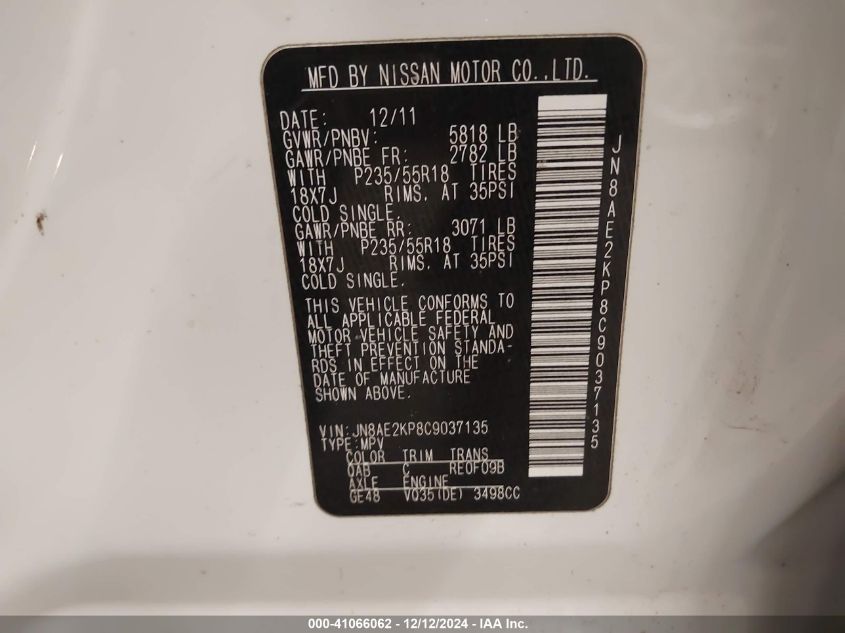 MFD BY NISSAN MOTOR CO.,LTD.
DATE: 12/11
GVWR/PNBV: 5818 LB
GAWR/PNBE FR: 2782 LB
WITH P235/55R18 TIRES
18X7J RIMS. AT 35PSI
COLD SINGLE.
GAWR/PNBE RR: 3071 LB
WITH P235/55R18 TIRES
18X7J RIMS. AT 35PSI
COLD SINGLE.
THIS VEHICLE CONFORMS TO
ALL APPLICABLE FEDERAL
MOTOR VEHICLE SAFETY AND
THEFT PREVENTION STANDA-
RDS IN EFFECT ON THE
DATE OF MANUFACTURE
SHOWN ABOVE.
VIN: JN8AE2KP8C9037135
TYPE: MPV
COLOR TRIM TRANS
QAB C RE0F09B
AXLE ENGINE
GE48 VQ35(DE) 3498CC
JN8AE2KP8C9037135
000-41066062 - 12/12/2024 - IAA Inc.